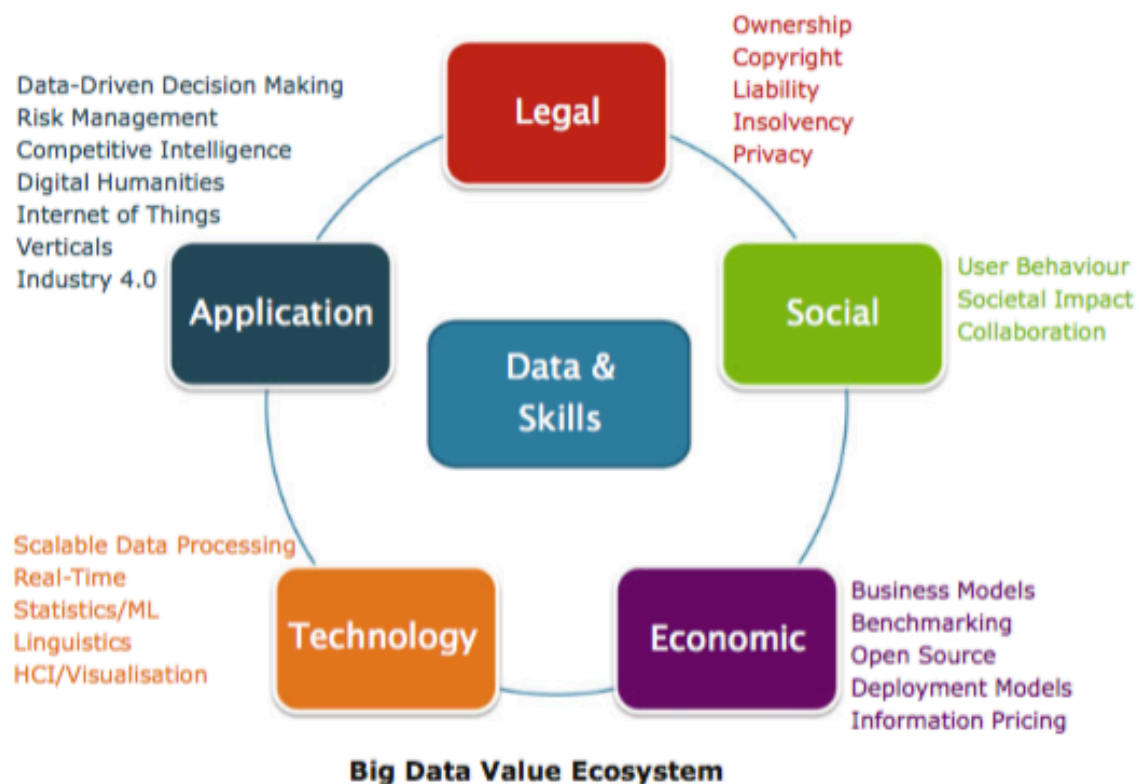 Ownership
Copyright
Liability
Insolvency
Privacy
Legal
Data-Driven Decision Making
Risk Management
Competitive Intelligence
Digital Humanities
Internet of Things
Verticals
Industry 4.0
Application
Social
User Behaviour
Societal Impact
Collaboration
Data &
Skills
Scalable Data Processing
Real-Time
Statistics/ML
Linguistics
HCI/Visualisation
Technology
Economic
Business Models
Benchmarking
Open Source
Deployment Models
Information Pricing
Big Data Value Ecosystem